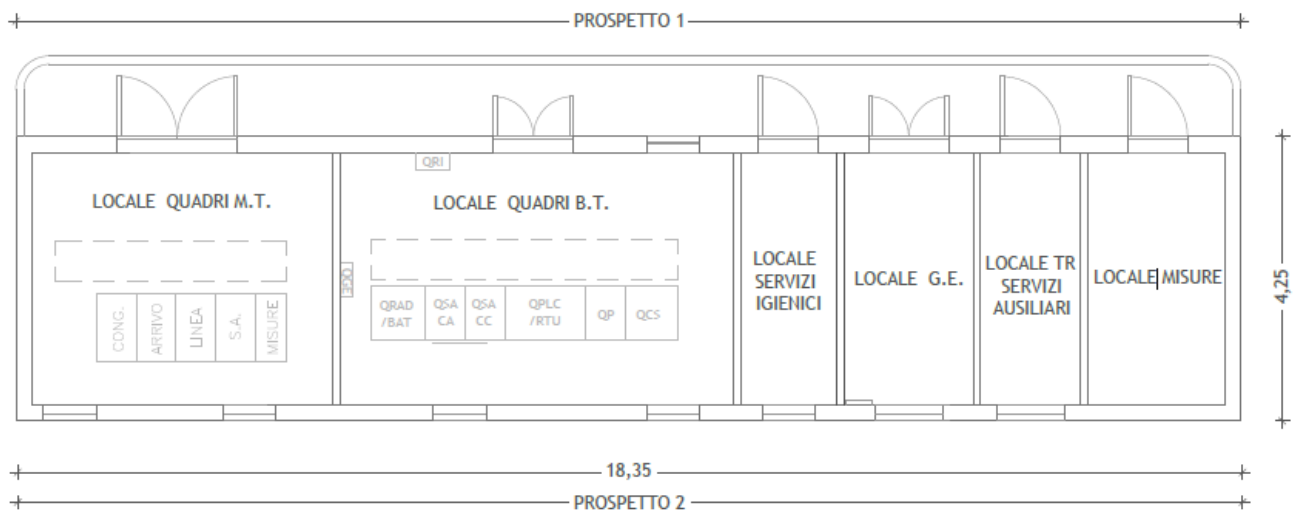 PROSPETTO 1
QRI
LOCALE QUADRI M.T.
LOCALE QUADRI B.T.
QGE
LOCALE
SERVIZI
IGIENICI
LOCALE G.E.
LOCALE TR
SERVIZI
AUSILIARI
LOCALE MISURE
4,25
CONG.
ARRIVO
LINEA
S.A.
MISURE
QRAD
/BAT
QSA
CA
QSA
CC
QPLC
/RTU
QP
QCS
18,35
PROSPETTO 2